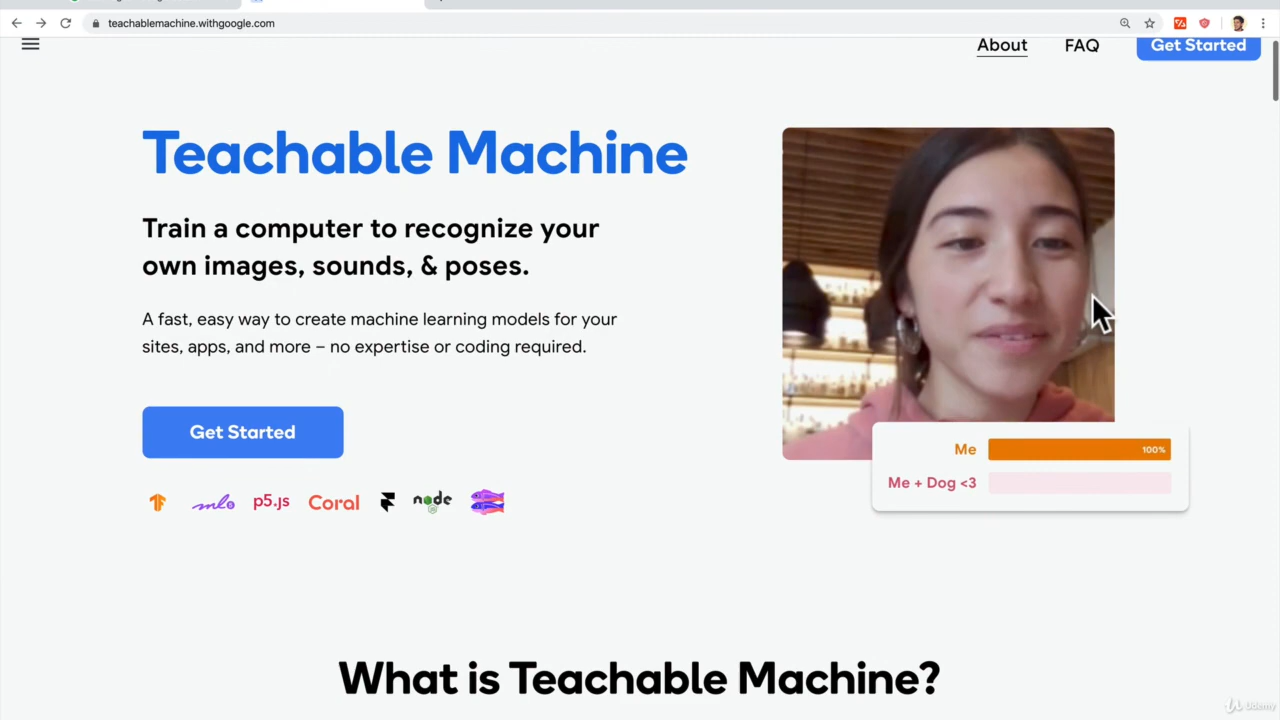 teachablemachine.withgoogle.com
About
FAQ
Get Started
Teachable Machine
Train a computer to recognize your
own images, sounds, & poses.
A fast, easy way to create machine learning models for your
sites, apps, and more – no expertise or coding required.
Get Started
ml5
p5.js
Coral
node
Me
100%
Me + Dog <3
What is Teachable Machine?
Udemy